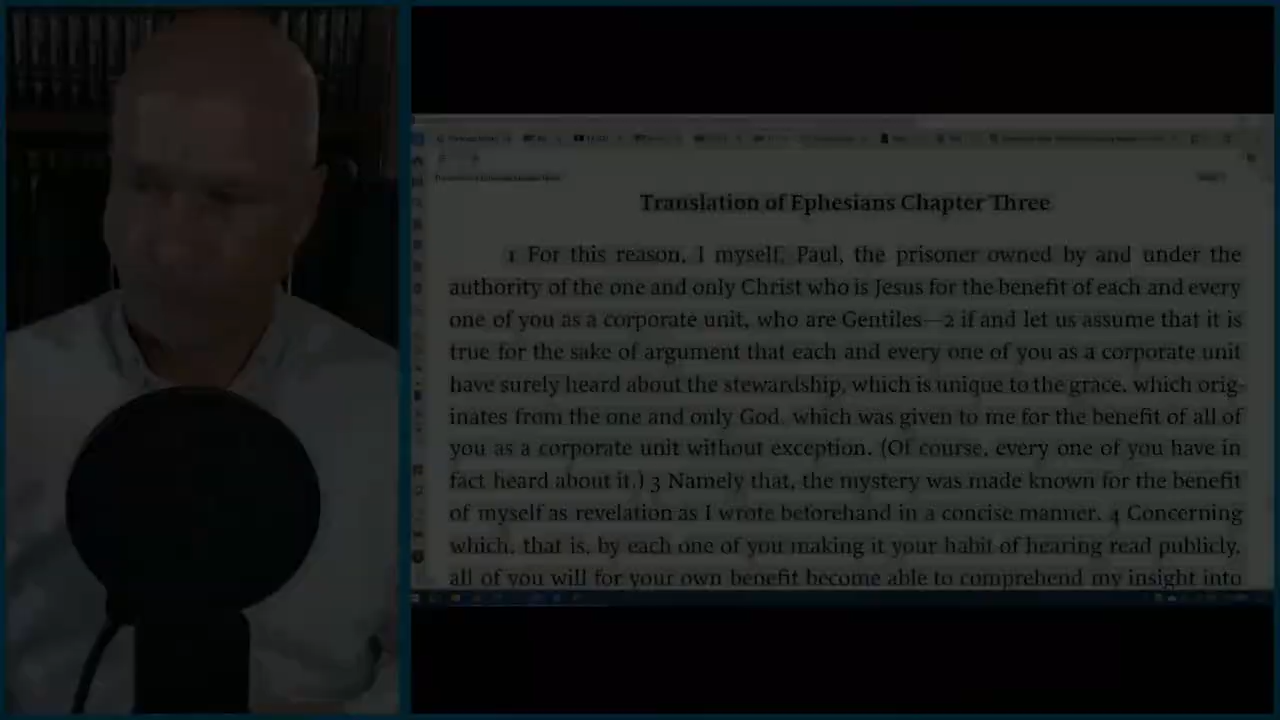 Translation of Ephesians Chapter Three
1 For this reason, I myself, Paul, the prisoner owned by and under the
authority of the one and only Christ who is Jesus for the benefit of each and every
one of you as a corporate unit, who are Gentiles—2 if and let us assume that it is
true for the sake of argument that each and every one of you as a corporate unit
have surely heard about the stewardship, which is unique to the grace, which orig-
inates from the one and only God, which was given to me for the benefit of all of
you as a corporate unit without exception. (Of course, every one of you have in
fact heard about it.) 3 Namely that, the mystery was made known for the benefit
of myself as revelation as I wrote beforehand in a concise manner. 4 Concerning
which, that is, by each one of you making it your habit of hearing read publicly,
all of you will for your own benefit become able to comprehend my insight into